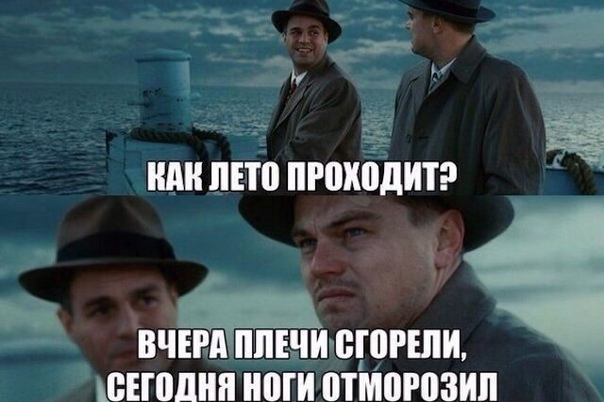 КАК ЛЕТО ПРОХОДИТ?
ВЧЕРА ПЛЕЧИ СГОРЕЛИ,
СЕГОДНЯ НОГИ ОТМОРОЗИЛ